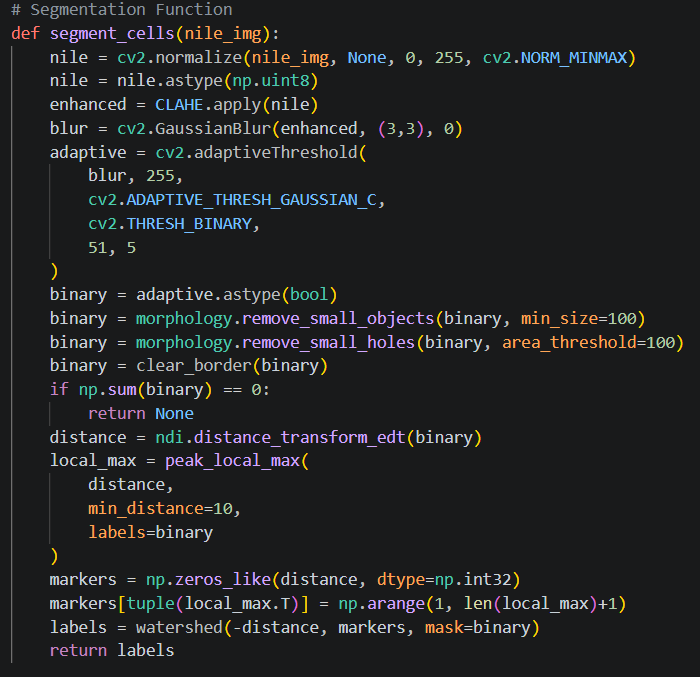 # Segmentation Function
def segment_cells(nile_img):
    nile = cv2.normalize(nile_img, None, 0, 255, cv2.NORM_MINMAX)
    nile = nile.astype(np.uint8)
    enhanced = CLAHE.apply(nile)
    blur = cv2.GaussianBlur(enhanced, (3,3), 0)
    adaptive = cv2.adaptiveThreshold(
        blur, 255,
        cv2.ADAPTIVE_THRESH_GAUSSIAN_C,
        cv2.THRESH_BINARY,
        51, 5
    )
    binary = adaptive.astype(bool)
    binary = morphology.remove_small_objects(binary, min_size=100)
    binary = morphology.remove_small_holes(binary, area_threshold=100)
    binary = clear_border(binary)
    if np.sum(binary) == 0:
        return None
    distance = ndi.distance_transform_edt(binary)
    local_max = peak_local_max(
        distance,
        min_distance=10,
        labels=binary
    )
    markers = np.zeros_like(distance, dtype=np.int32)
    markers[tuple(local_max.T)] = np.arange(1, len(local_max)+1)
    labels = watershed(-distance, markers, mask=binary)
    return labels